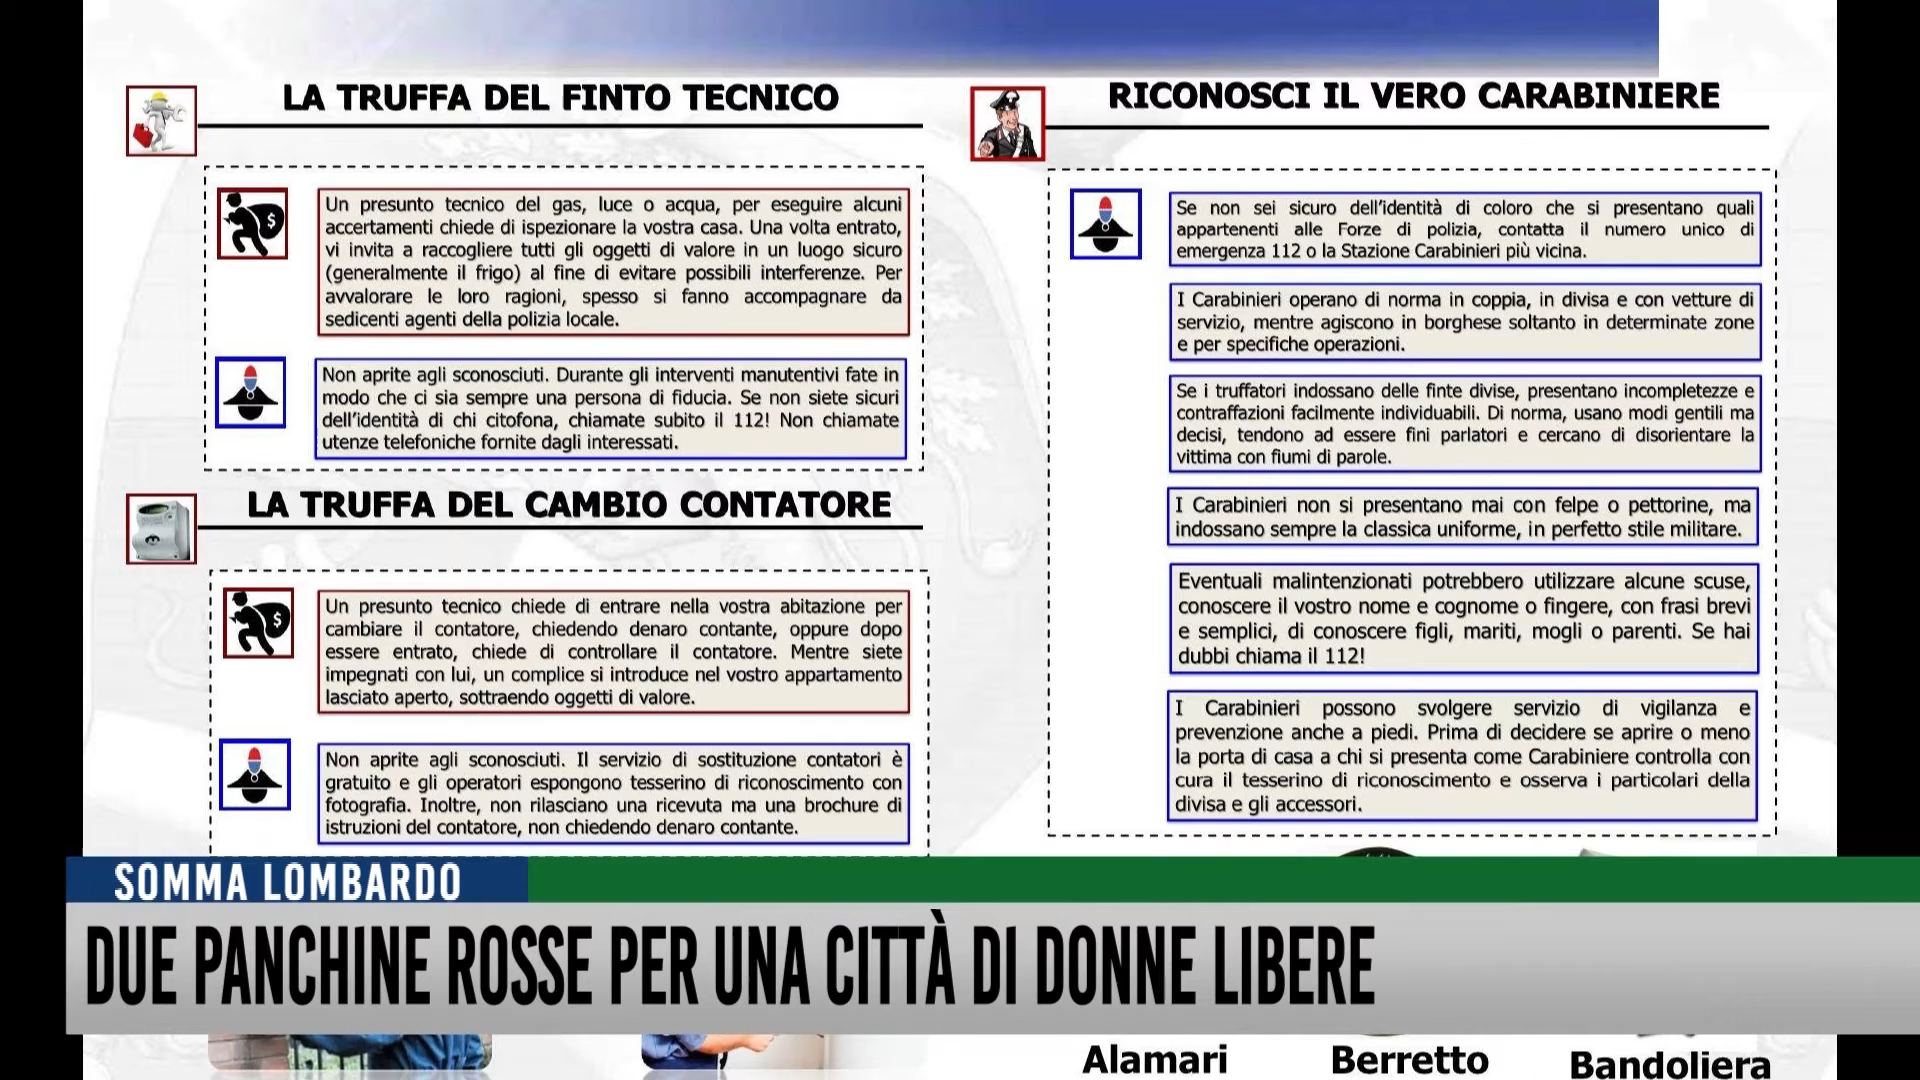 LA TRUFFA DEL FINTO TECNICO
Un presunto tecnico del gas, luce o acqua, per eseguire alcuni
accertamenti chiede di ispezionare la vostra casa. Una volta entrato,
vi invita a raccogliere tutti gli oggetti di valore in un luogo sicuro
(generalmente il frigo) al fine di evitare possibili interferenze. Per
avvalorare le loro ragioni, spesso si fanno accompagnare da
sedicenti agenti della polizia locale.
Non aprite agli sconosciuti. Durante gli interventi manutentivi fate in
modo che ci sia sempre una persona di fiducia. Se non siete sicuri
dell'identità di chi citofona, chiamate subito il 112! Non chiamate
utenze telefoniche fornite dagli interessati.
LA TRUFFA DEL CAMBIO CONTATORE
Un presunto tecnico chiede di entrare nella vostra abitazione per
cambiare il contatore, chiedendo denaro contante, oppure dopo
essere entrato, chiede di controllare il contatore. Mentre siete
impegnati con lui, un complice si introduce nel vostro appartamento
lasciato aperto, sottraendo oggetti di valore.
Non aprite agli sconosciuti. Il servizio di sostituzione contatori è
gratuito e gli operatori espongono tesserino di riconoscimento con
fotografia. Inoltre, non rilasciano una ricevuta ma una brochure di
istruzioni del contatore, non chiedendo denaro contante.
RICONOSCI IL VERO CARABINIERE
Se non sei sicuro dell'identità di coloro che si presentano quali
appartenenti alle Forze di polizia, contatta il numero unico di
emergenza 112 o la Stazione Carabinieri più vicina.
I Carabinieri operano di norma in coppia, in divisa e con vetture di
servizio, mentre agiscono in borghese soltanto in determinate zone
e per specifiche operazioni.
Se i truffatori indossano delle finte divise, presentano incompletezze e
contraffazioni facilmente individuabili. Di norma, usano modi gentili ma
decisi, tendono ad essere fini parlatori e cercano di disorientare la
vittima con fiumi di parole.
I Carabinieri non si presentano mai con felpe o pettorine, ma
indossano sempre la classica uniforme, in perfetto stile militare.
Eventuali malintenzionati potrebbero utilizzare alcune scuse,
conoscere il vostro nome e cognome o fingere, con frasi brevi
e semplici, di conoscere figli, mariti, mogli o parenti. Se hai
dubbi chiama il 112!
I Carabinieri possono svolgere servizio di vigilanza e
prevenzione anche a piedi. Prima di decidere se aprire o meno
la porta di casa a chi si presenta come Carabiniere controlla con
cura il tesserino di riconoscimento e osserva i particolari della
divisa e gli accessori.
SOMMA LOMBARDO
DUE PANCHINE ROSSE PER UNA CITTÀ DI DONNE LIBERE
Alamari
Berretto
Bandoliera